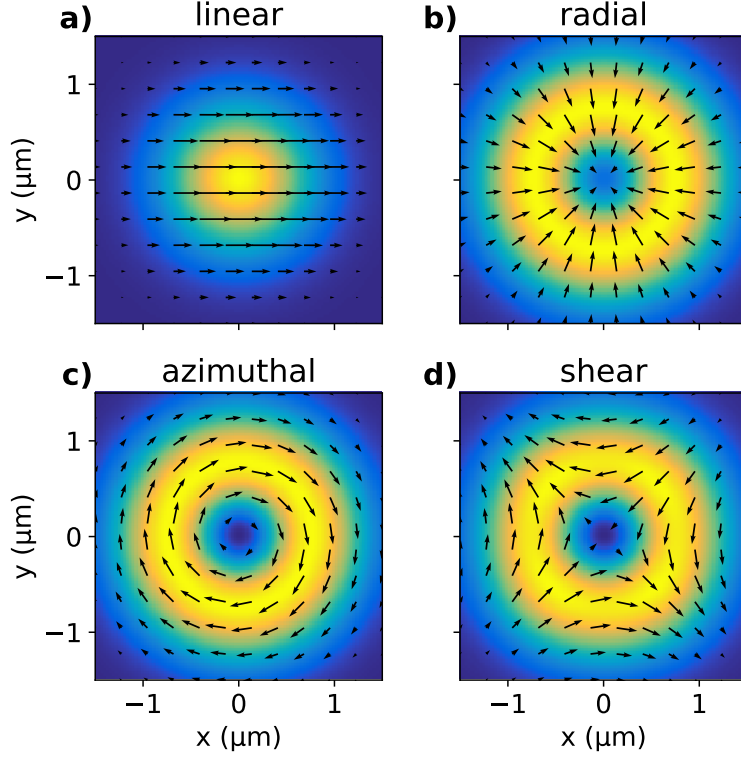 a) linear
b) radial
1
0
−1
y (μm)
c) azimuthal
d) shear
1
0
−1
y (μm)
−1 0 1
−1 0 1
x (μm)
x (μm)